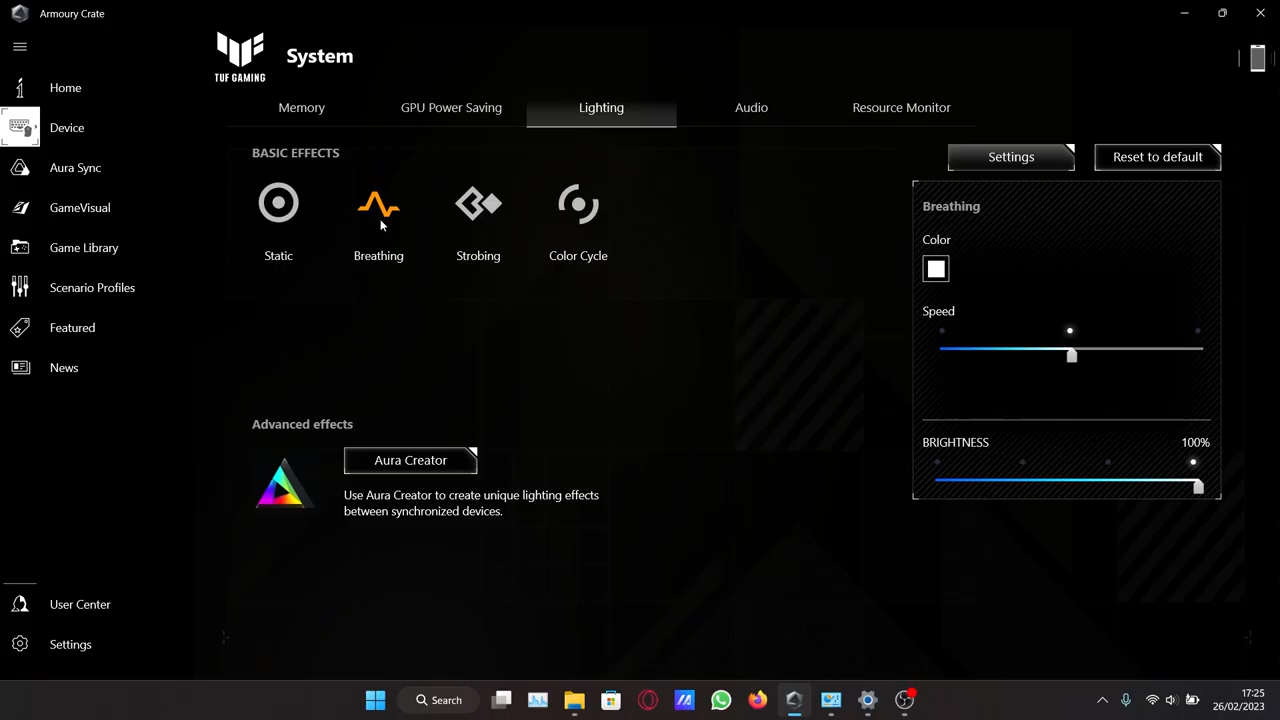 Armoury Crate
TUF GAMING
System
Home
Device
Aura Sync
GameVisual
Game Library
Scenario Profiles
Featured
News
User Center
Settings
Memory
GPU Power Saving
Lighting
Audio
Resource Monitor
BASIC EFFECTS
Static
Breathing
Strobing
Color Cycle
Settings
Reset to default
Breathing
Color
Speed
BRIGHTNESS 100%
Advanced effects
Aura Creator
Use Aura Creator to create unique lighting effects
between synchronized devices.
Search
17:25
26/02/2023